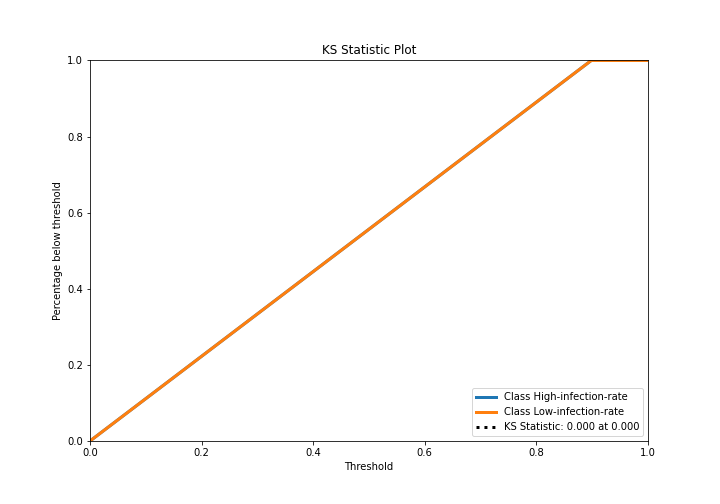 KS Statistic Plot
Percentage below threshold
1.0
0.8
0.6
0.4
0.2
0.0
0.0 0.2 0.4 0.6 0.8 1.0
Threshold
Class High-infection-rate
Class Low-infection-rate
KS Statistic: 0.000 at 0.000